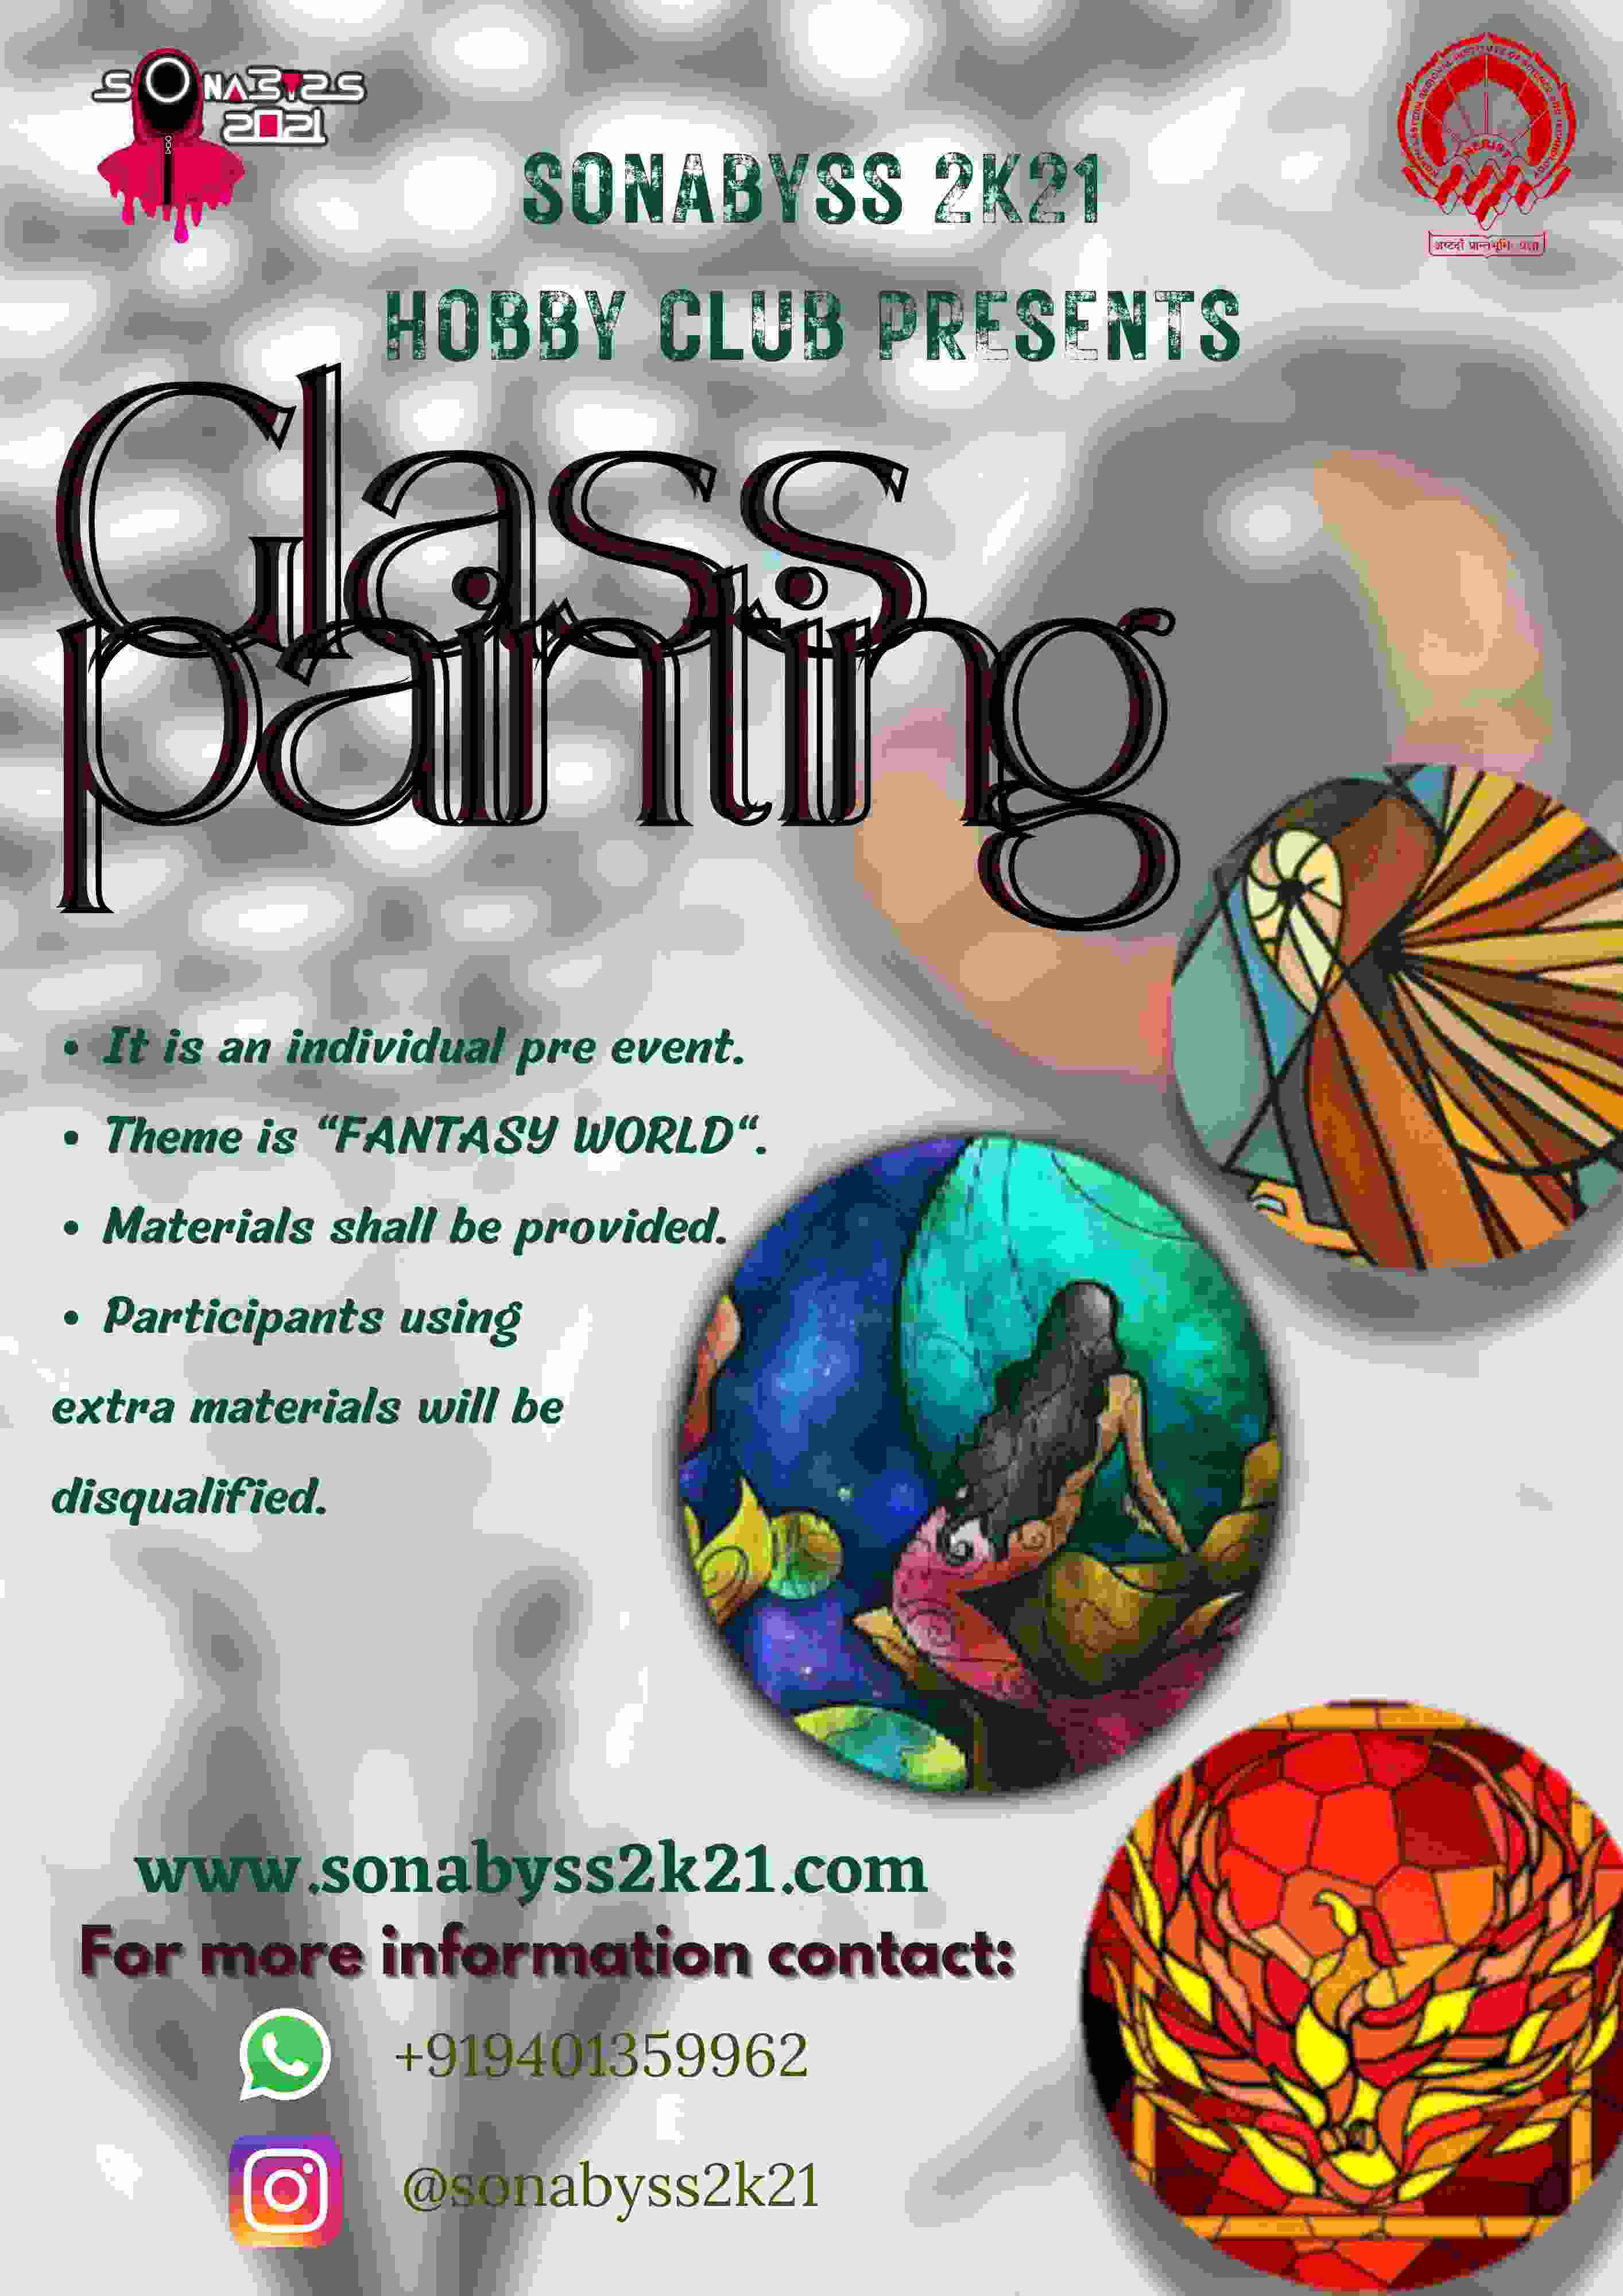 SONABYSS
2021
NERIST
SONABYSS 2K21
HOBBY CLUB PRESENTS
Glass
painting
• It is an individual pre event.
• Theme is “FANTASY WORLD“.
• Materials shall be provided.
• Participants using
extra materials will be
disqualified.
www.sonabyss2k21.com
For more information contact:
+919401359962
@sonabyss2k21